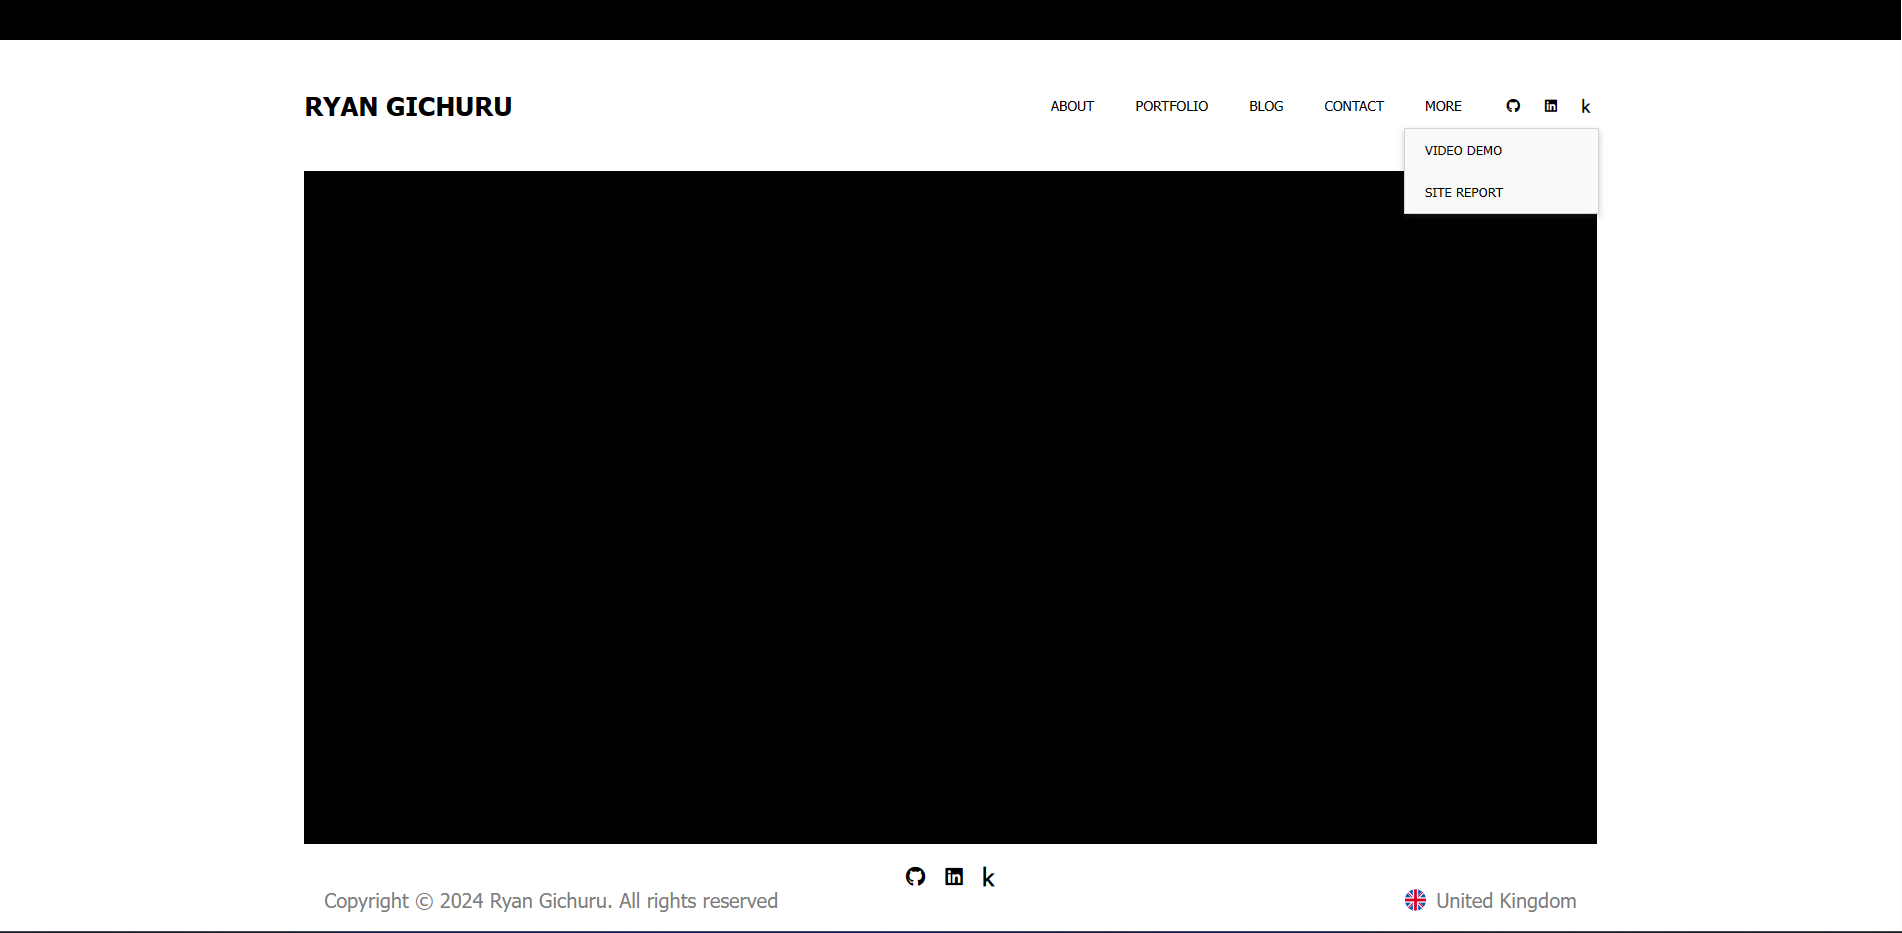 RYAN GICHURU
ABOUT PORTFOLIO BLOG CONTACT MORE k
VIDEO DEMO
SITE REPORT
k
Copyright © 2024 Ryan Gichuru. All rights reserved
United Kingdom